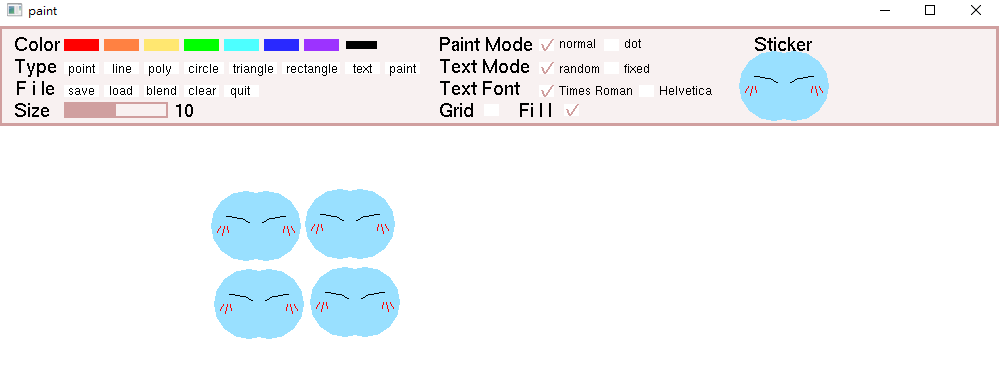 paint
Color
Paint Mode normal dot
Sticker
Type point line poly circle triangle rectangle text paint
Text Mode random fixed
File save load blend clear quit
Text Font Times Roman Helvetica
Size 10
Grid Fill